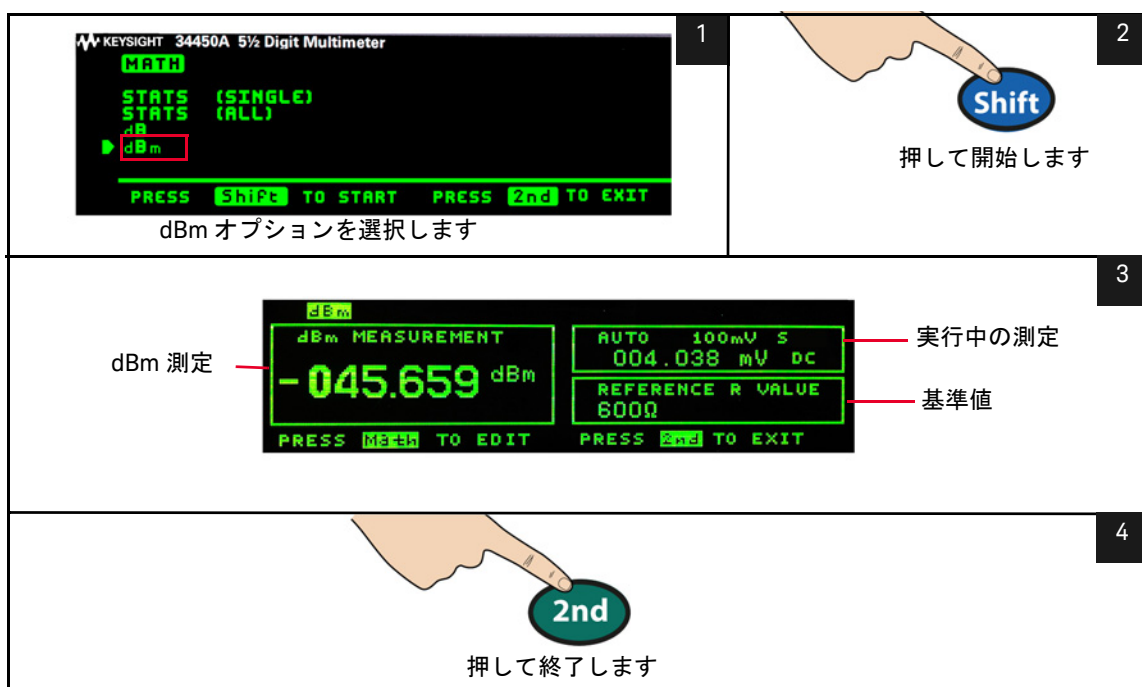 1
KEYSIGHT 34450A 5½ Digit Multimeter
MATH
STATS (SINGLE)
STATS (ALL)
dB
dBm
PRESS Shift TO START PRESS 2nd TO EXIT
dBm オプションを選択します
2
Shift
押して開始します
3
dBm
dBm MEASUREMENT
-045.659 dBm
AUTO 100mV S
004.038 mV DC
REFERENCE R VALUE
600Ω
PRESS Math TO EDIT PRESS 2nd TO EXIT
dBm 測定
実行中の測定
基準値
4
2nd
押して終了します